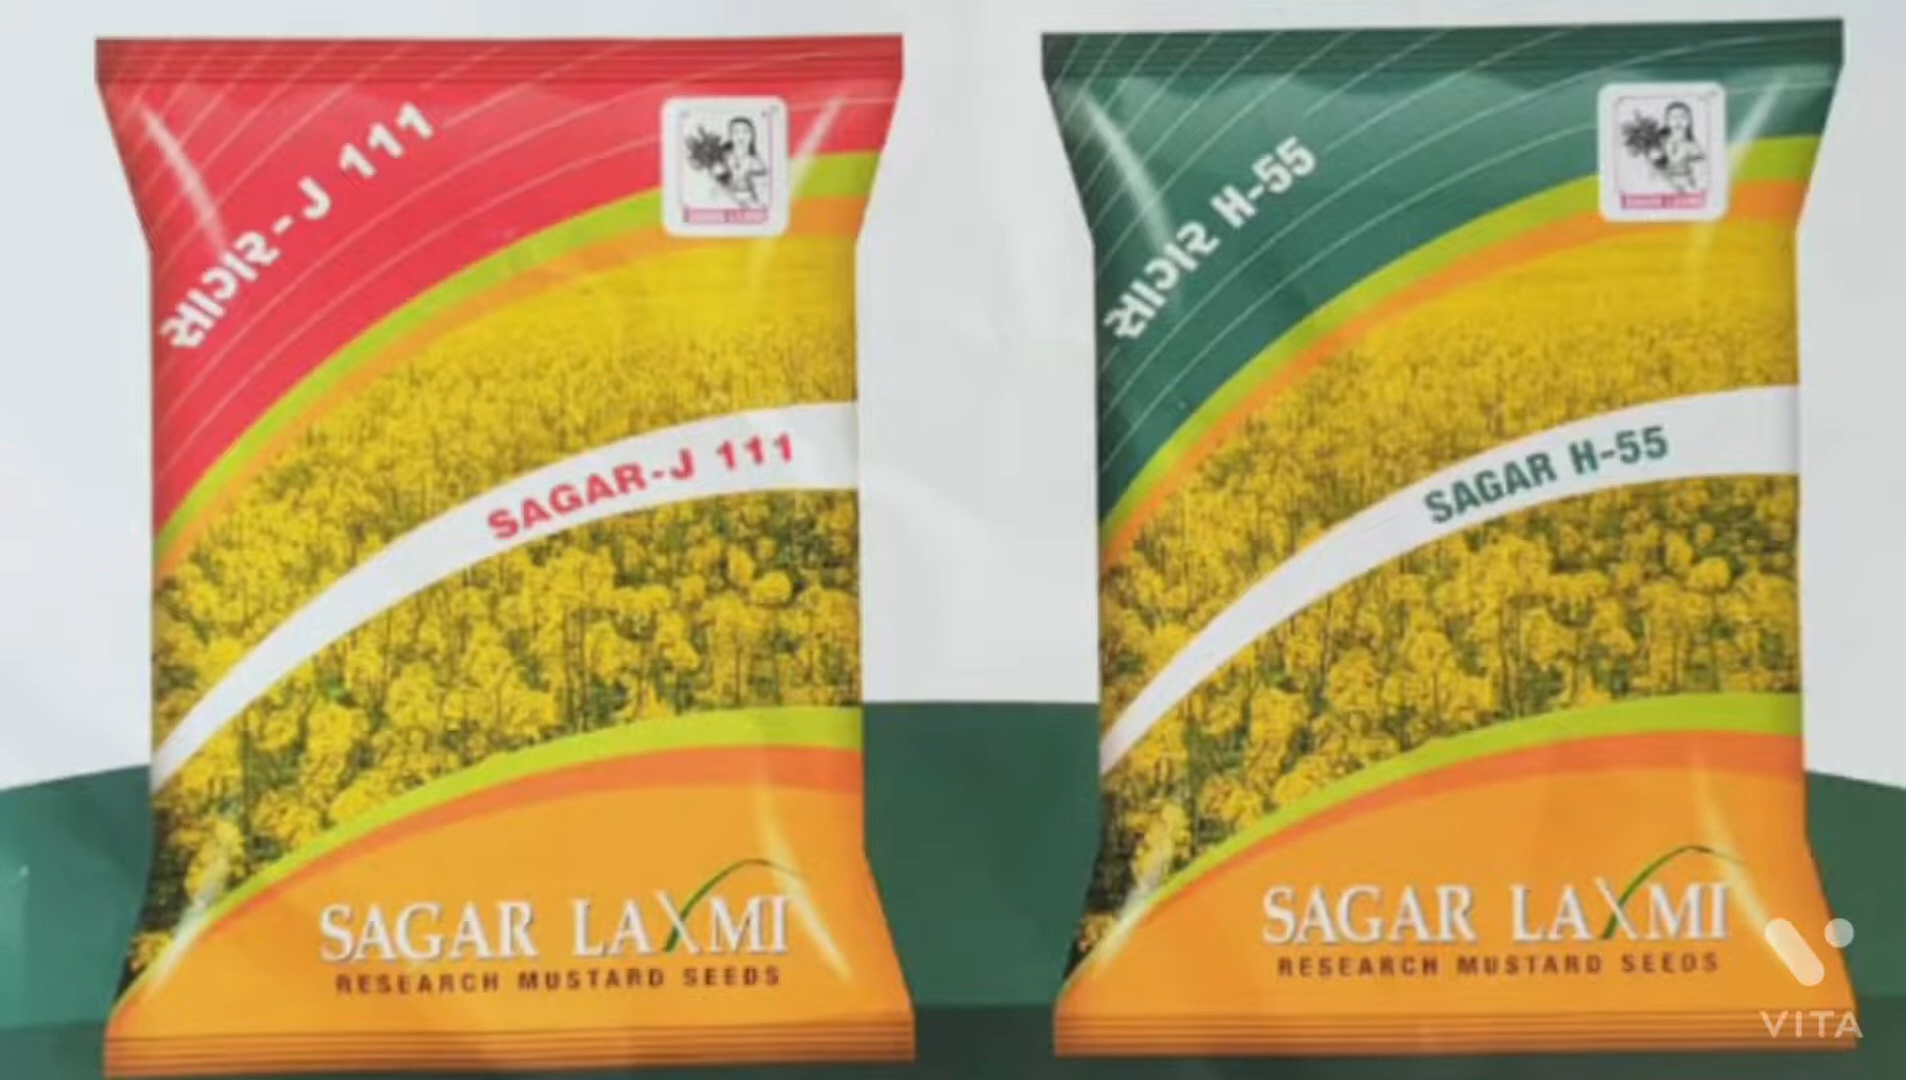 સાગર-J 111
SAGAR-J 111
SAGAR LAXMI
RESEARCH MUSTARD SEEDS
સાગર H-55
SAGAR H-55
SAGAR LAXMI
RESEARCH MUSTARD SEEDS
VITA